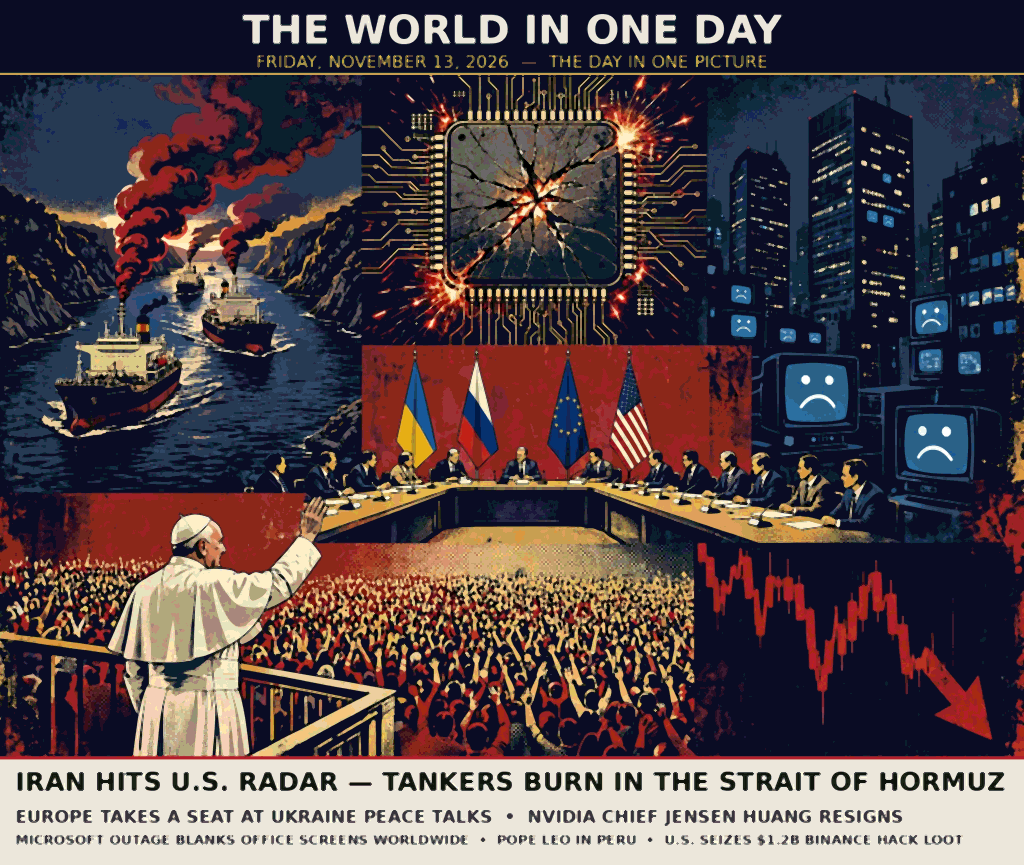 THE WORLD IN ONE DAY
FRIDAY, NOVEMBER 13, 2026 — THE DAY IN ONE PICTURE
IRAN HITS U.S. RADAR — TANKERS BURN IN THE STRAIT OF HORMUZ
EUROPE TAKES A SEAT AT UKRAINE PEACE TALKS • NVIDIA CHIEF JENSEN HUANG RESIGNS
MICROSOFT OUTAGE BLANKS OFFICE SCREENS WORLDWIDE • POPE LEO IN PERU • U.S. SEIZES $1.2B BINANCE HACK LOOT